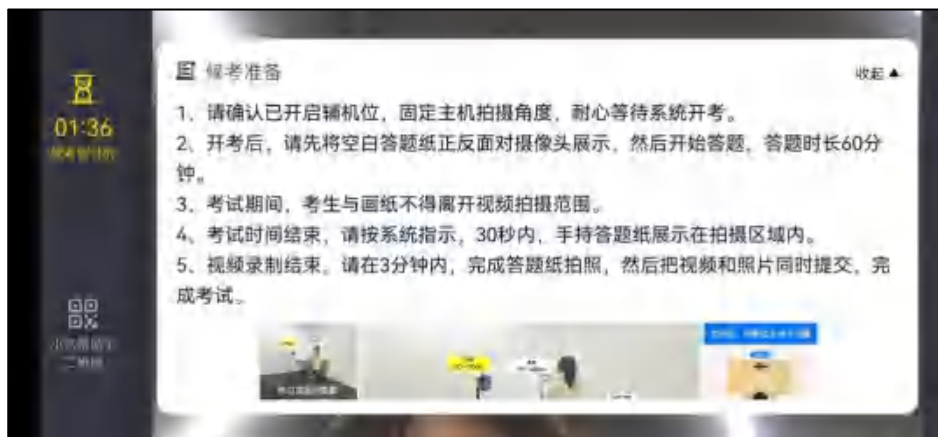 候考准备
收起▲
01:36
1、请确认已开启辅机位，固定主机拍摄角度，耐心等待系统开考。
2、开考后，请先将空白答题纸正反面对摄像头展示，然后开始答题，答题时长60分
钟。
3、考试期间，考生与画纸不得离开视频拍摄范围。
4、考试时间结束，请按系统指示，30秒内，手持答题纸展示在拍摄区域内。
5、视频录制结束，请在3分钟内，完成答题纸拍照，然后把视频和照片同时提交，完
成考试。
二维码